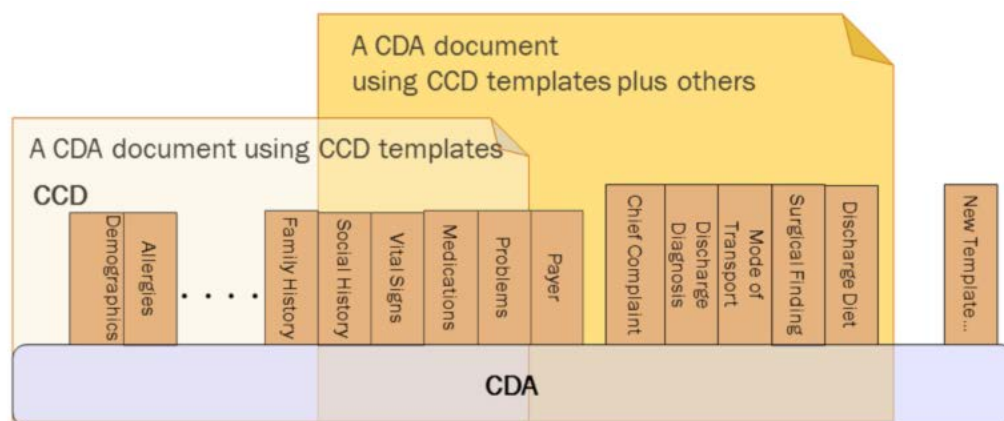 A CDA document
using CCD templates plus others
A CDA document using CCD templates
CCD
Demographics
Allergies
. . . . .
Family History
Social History
Vital Signs
Medications
Problems
Payer
Chief Complaint
Discharge
Diagnosis
Mode of
Transport
Surgical Finding
Discharge Diet
New Template...
CDA